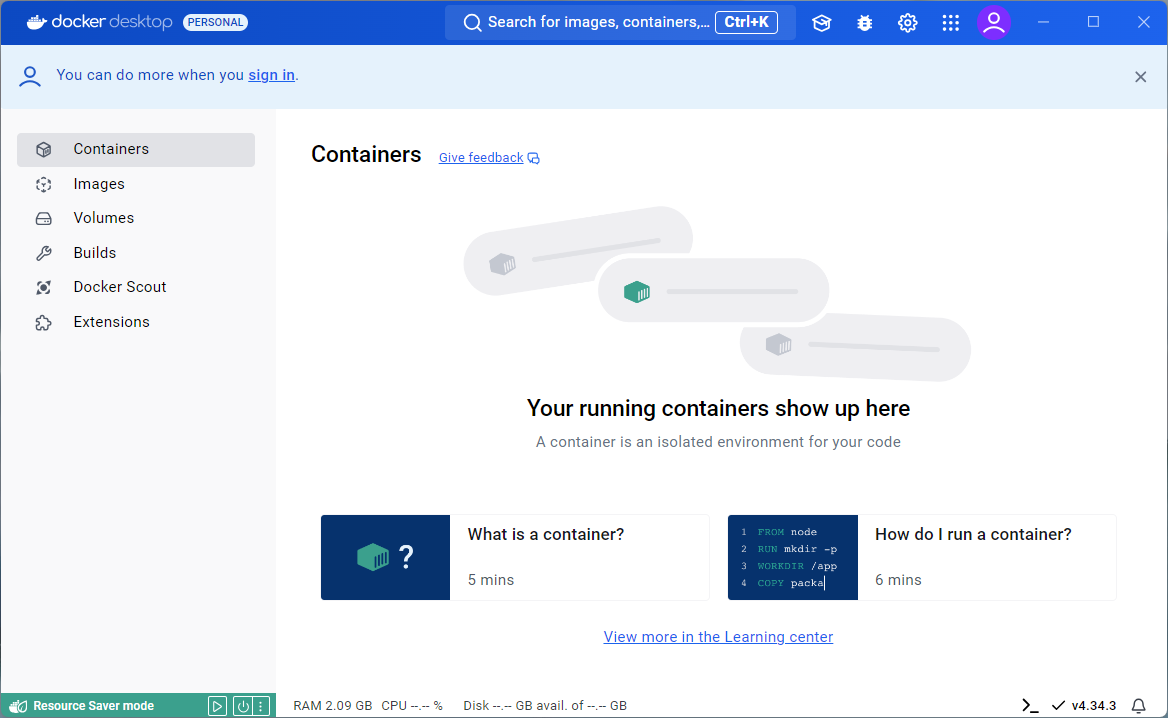 docker desktop PERSONAL
Search for images, containers,... Ctrl+K
You can do more when you sign in.
Containers
Images
Volumes
Builds
Docker Scout
Extensions
Containers Give feedback
Your running containers show up here
A container is an isolated environment for your code
?
What is a container?
5 mins
1 FROM node
2 RUN mkdir -p
3 WORKDIR /app
4 COPY packa
How do I run a container?
6 mins
View more in the Learning center
Resource Saver mode
RAM 2.09 GB CPU --.-- % Disk --.-- GB avail. of --.-- GB
v4.34.3